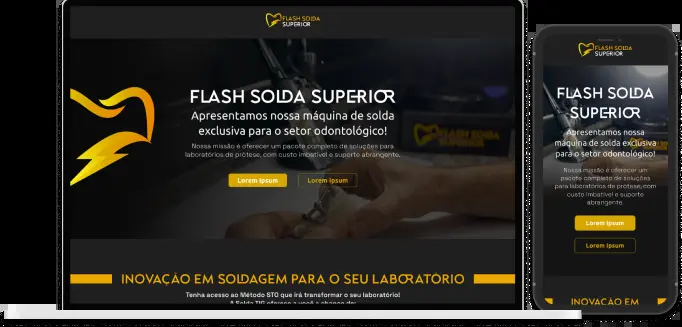 FLASH SOLDA
SUPERIOR
FLASH SOLDA SUPERIOR
Apresentamos nossa máquina de solda
exclusiva para o setor odontológico!
Nossa missão é oferecer um pacote completo de soluções para
laboratórios de prótese, com custo imbatível e suporte abrangente.
Lorem Ipsum
Lorem Ipsum
FLASH SOLDA
SUPERIOR
INOVAÇÃO EM SOLDAGEM PARA O SEU LABORATÓRIO
Tenha acesso ao Método STO que irá transformar o seu laboratório!
A Solda TIG oferece a você a chance de:
FLASH SOLDA
SUPERIOR
FLASH SOLDA
SUPERIOR
Apresentamos nossa
máquina de solda exclusiva
para o setor odontológico!
Nossa missão é oferecer um
pacote completo de soluções
para laboratórios de prótese, com
custo imbatível e suporte
abrangente.
Lorem Ipsum
Lorem Ipsum
INOVAÇÃO EM